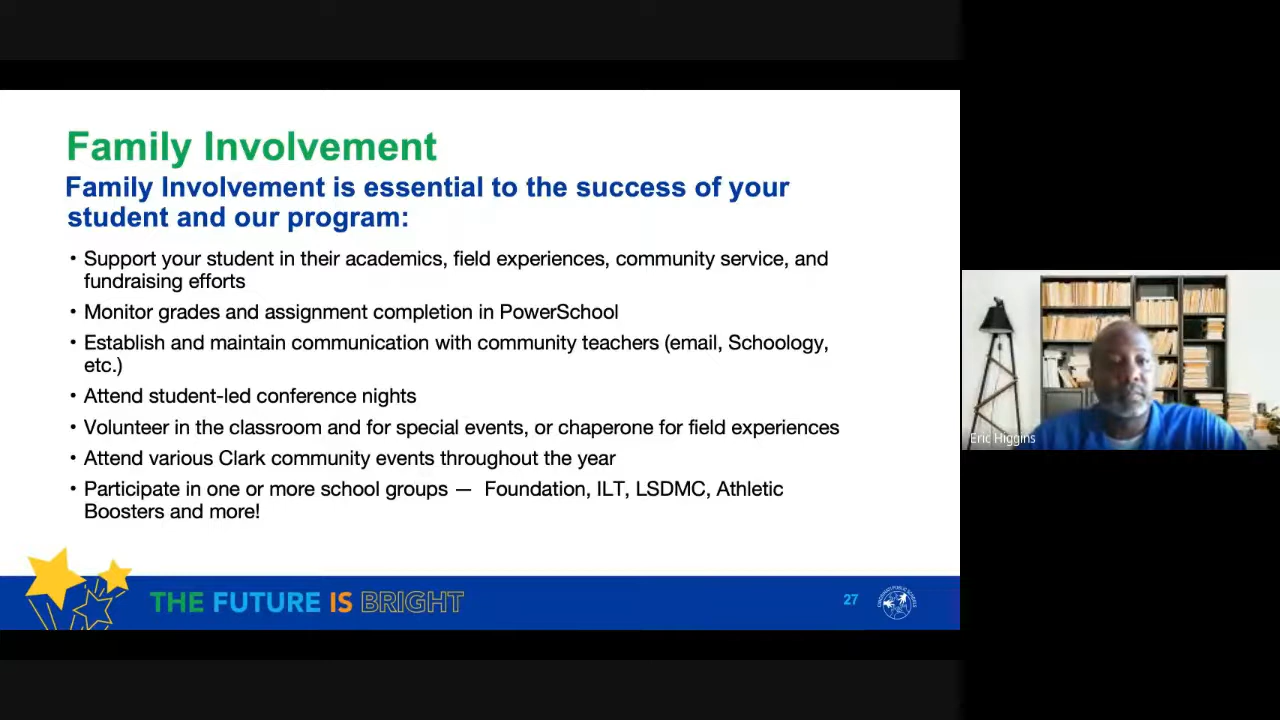 Family Involvement
Family Involvement is essential to the success of your
student and our program:
• Support your student in their academics, field experiences, community service, and
fundraising efforts
• Monitor grades and assignment completion in PowerSchool
• Establish and maintain communication with community teachers (email, Schoology,
etc.)
• Attend student-led conference nights
• Volunteer in the classroom and for special events, or chaperone for field experiences
• Attend various Clark community events throughout the year
• Participate in one or more school groups — Foundation, ILT, LSDMC, Athletic
Boosters and more!
THE FUTURE IS BRIGHT
27
Eric Higgins